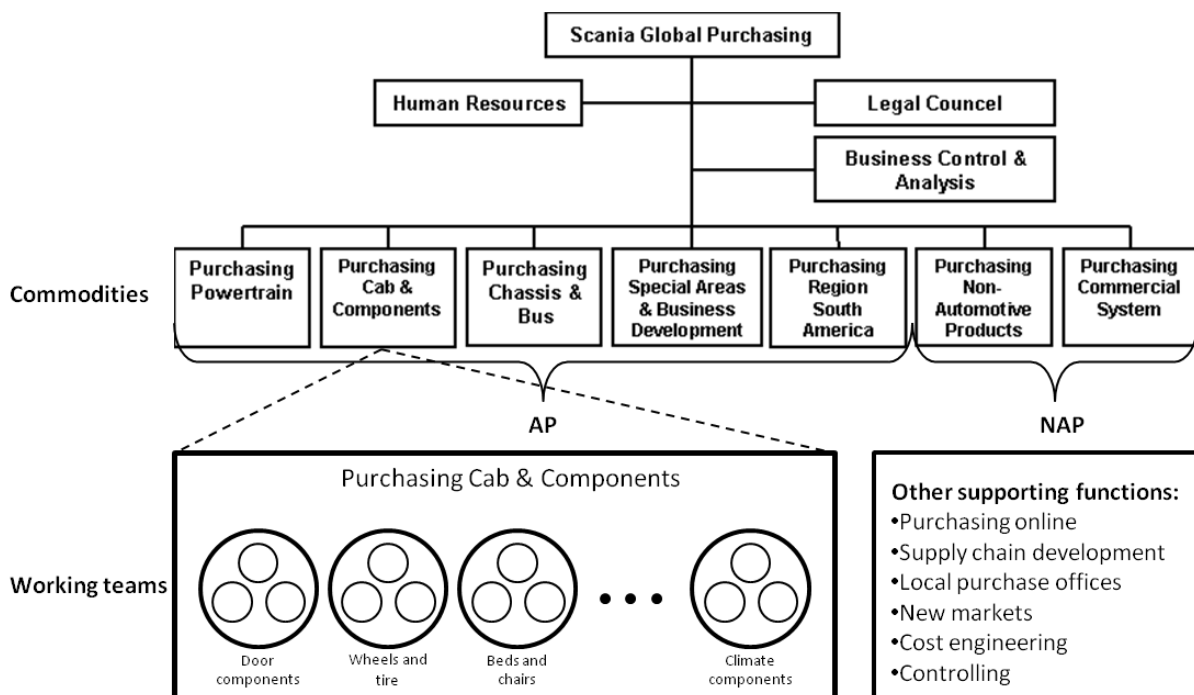 Scania Global Purchasing
Human Resources
Legal Councel
Business Control &
Analysis
Commodities
Purchasing
Powertrain
Purchasing
Cab &
Components
Purchasing
Chassis &
Bus
Purchasing
Special Areas
& Business
Development
Purchasing
Region
South
America
Purchasing
Non-
Automotive
Products
Purchasing
Commercial
System
AP
NAP
Working teams
Purchasing Cab & Components
Door
components
Wheels and
tire
Beds and
chairs
Climate
components
Other supporting functions:
•Purchasing online
•Supply chain development
•Local purchase offices
•New markets
•Cost engineering
•Controlling